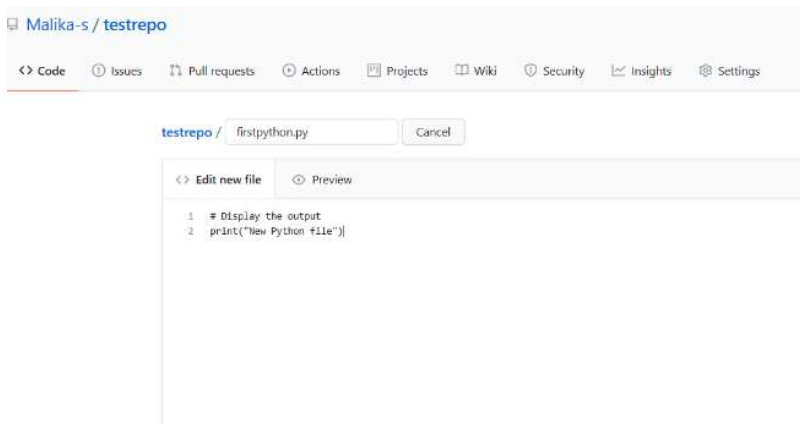 Malika-s / testrepo
<> Code Issues Pull requests Actions Projects Wiki Security Insights Settings
testrepo / firstpython.py Cancel
<> Edit new file Preview
1 # Display the output
2 print("New Python file")